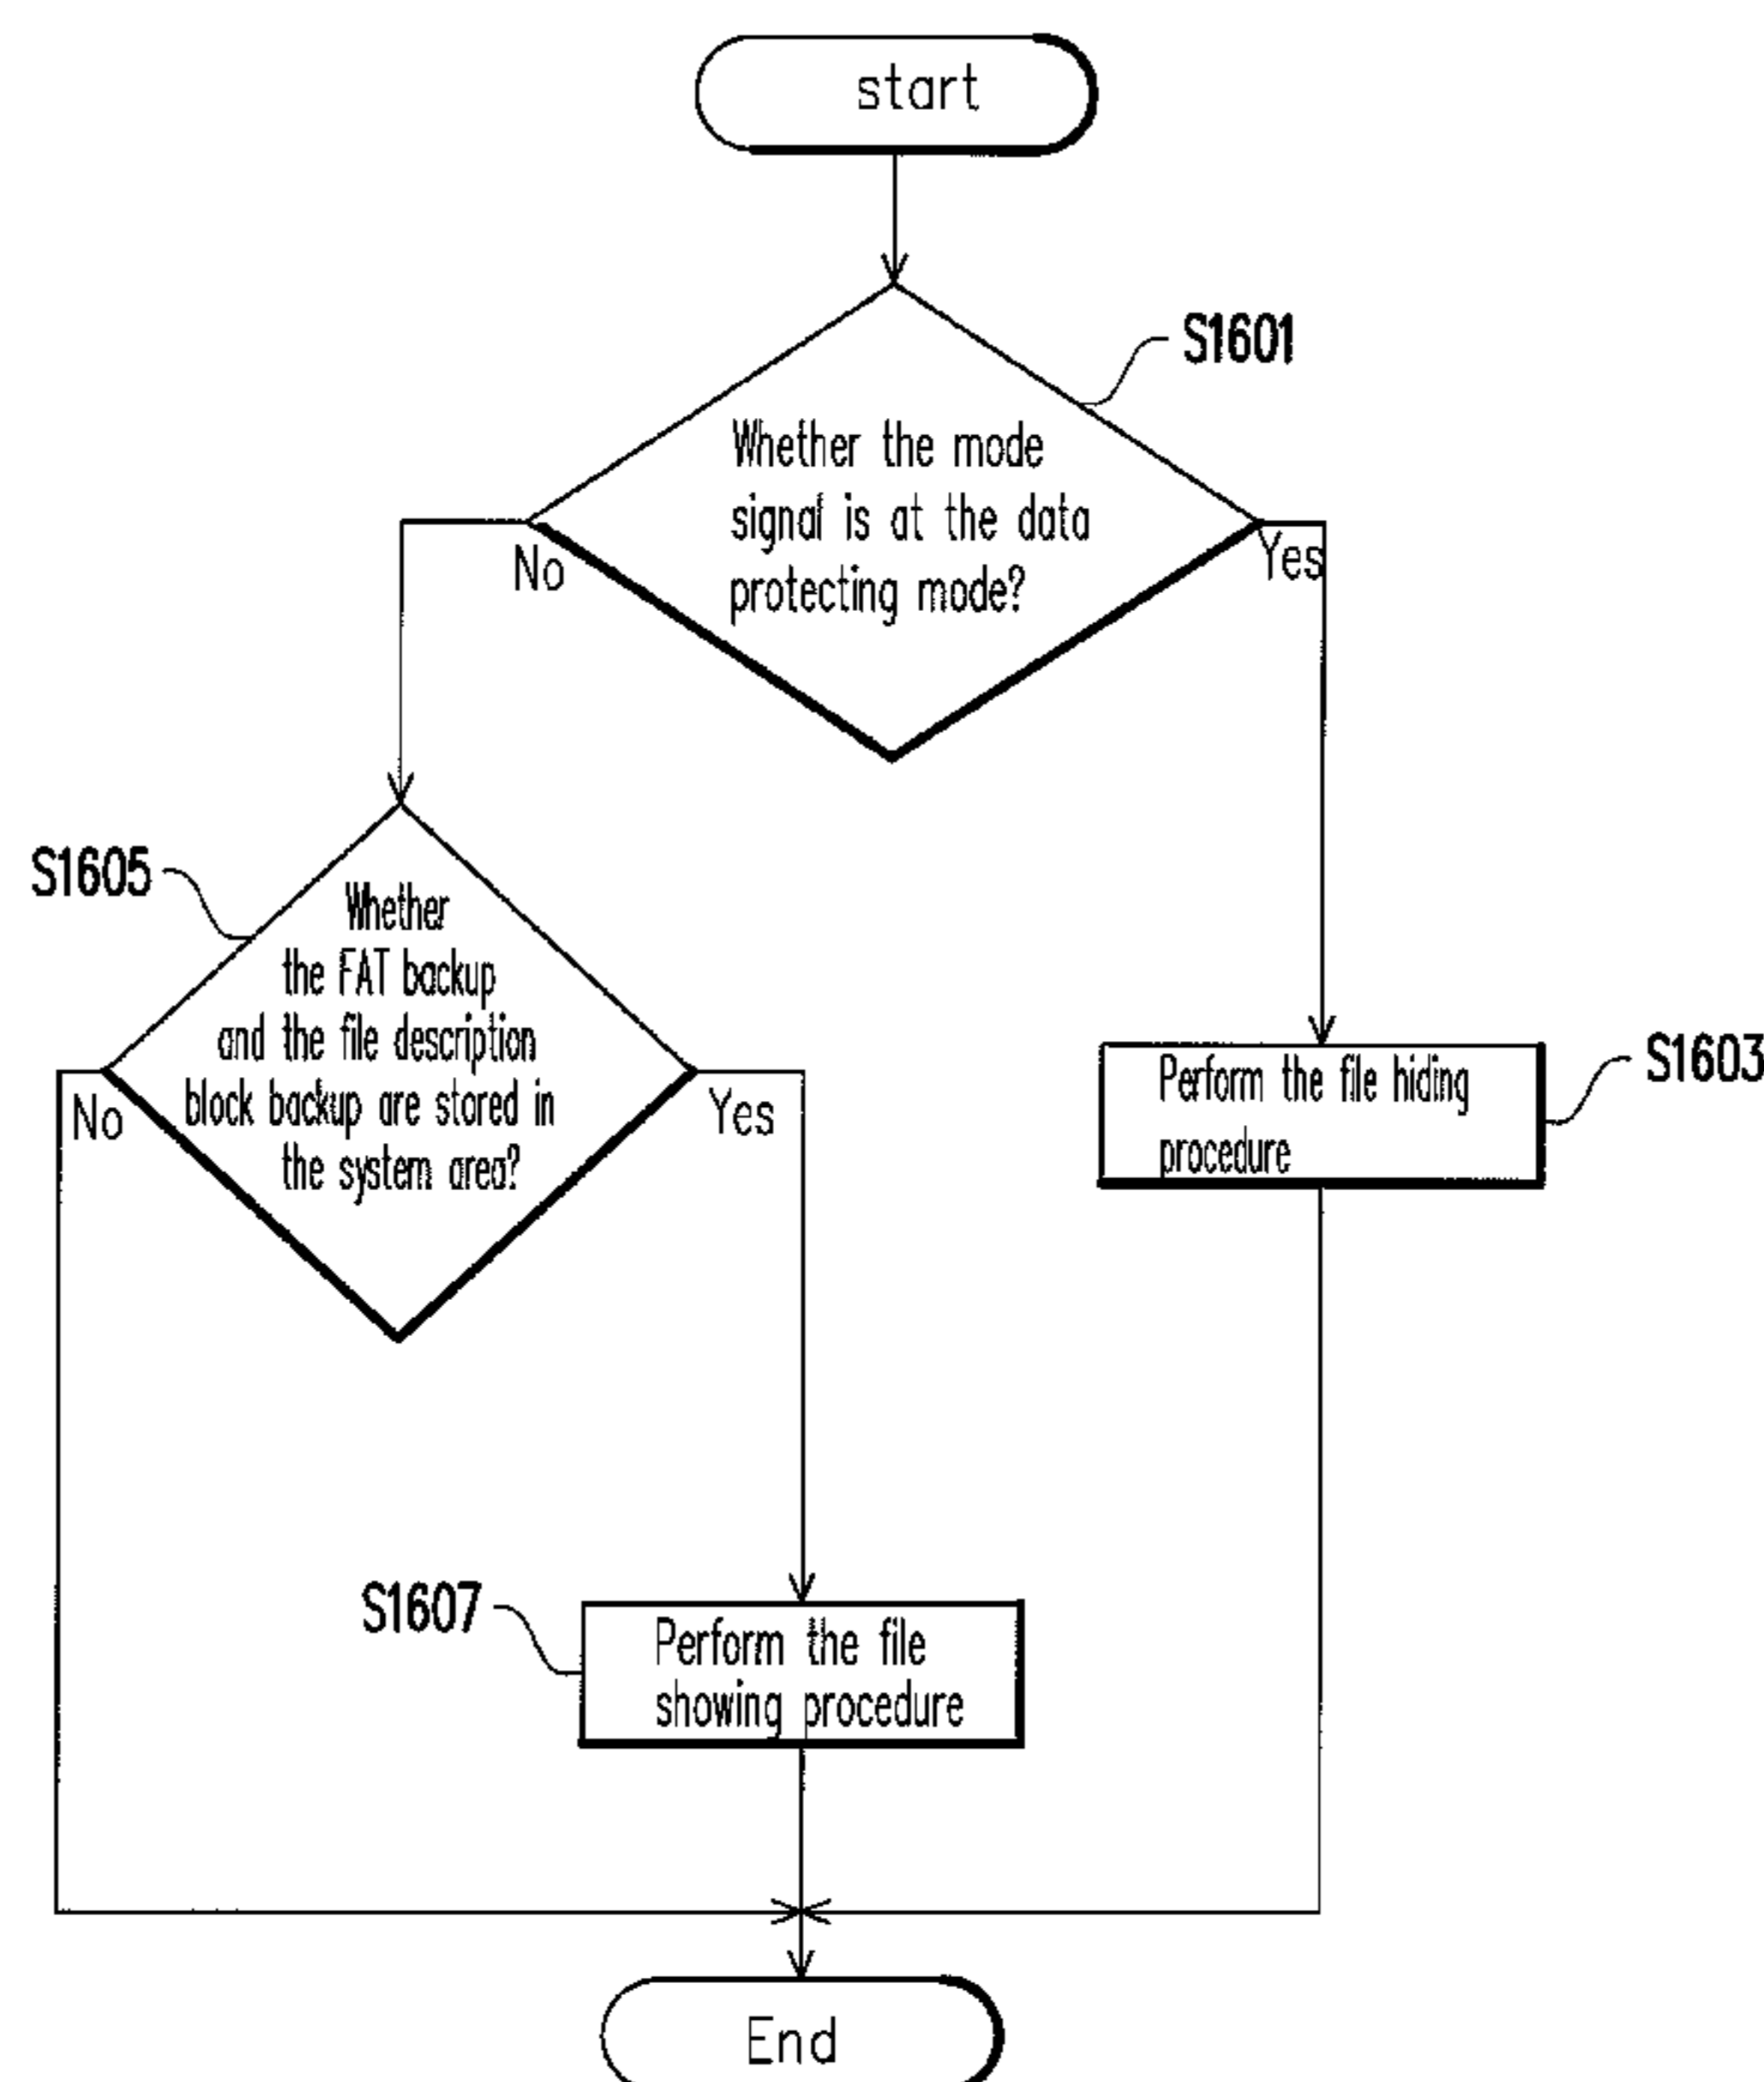 start
S1601
Whether the mode
signal is at the data
protecting mode?
No
Yes
S1605
Whether
the FAT backup
and the file description
block backup are stored in
the system area?
No
Yes
Perform the file hiding
procedure
S1603
S1607
Perform the file
showing procedure
End